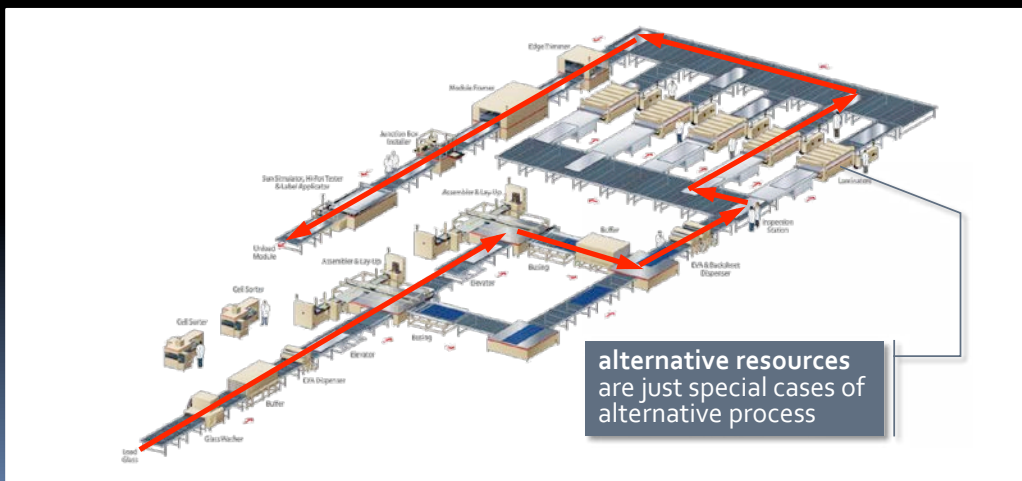 Edge Trimmer
Module Framer
Junction Box
Installer
Sun Simulator, Hi-Pot Tester
& Label Applicator
Assembler & Lay-Up
Laminators
Inspection
Station
Buffer
Unload
Module
Assembler & Lay-Up
Busing
EVA & Backsheet
Dispenser
Elevator
Cell Sorter
Cell Sorter
Busing
Elevator
EVA Dispenser
Buffer
Glass Washer
Load
Glass
alternative resources
are just special cases of
alternative process